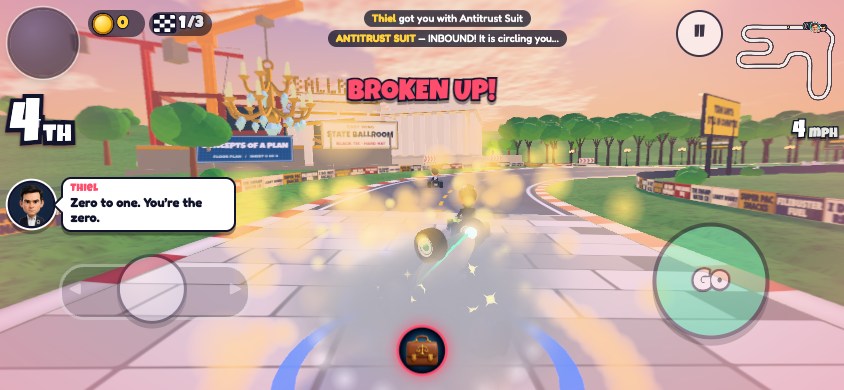 0
1/3
Thiel got you with Antitrust Suit
ANTITRUST SUIT – INBOUND! It is circling you...
BROKEN UP!
4TH
4 MPH
STATE BALLROOM
OF A PLAN
THIEL
Zero to one. You're the
zero.
GO